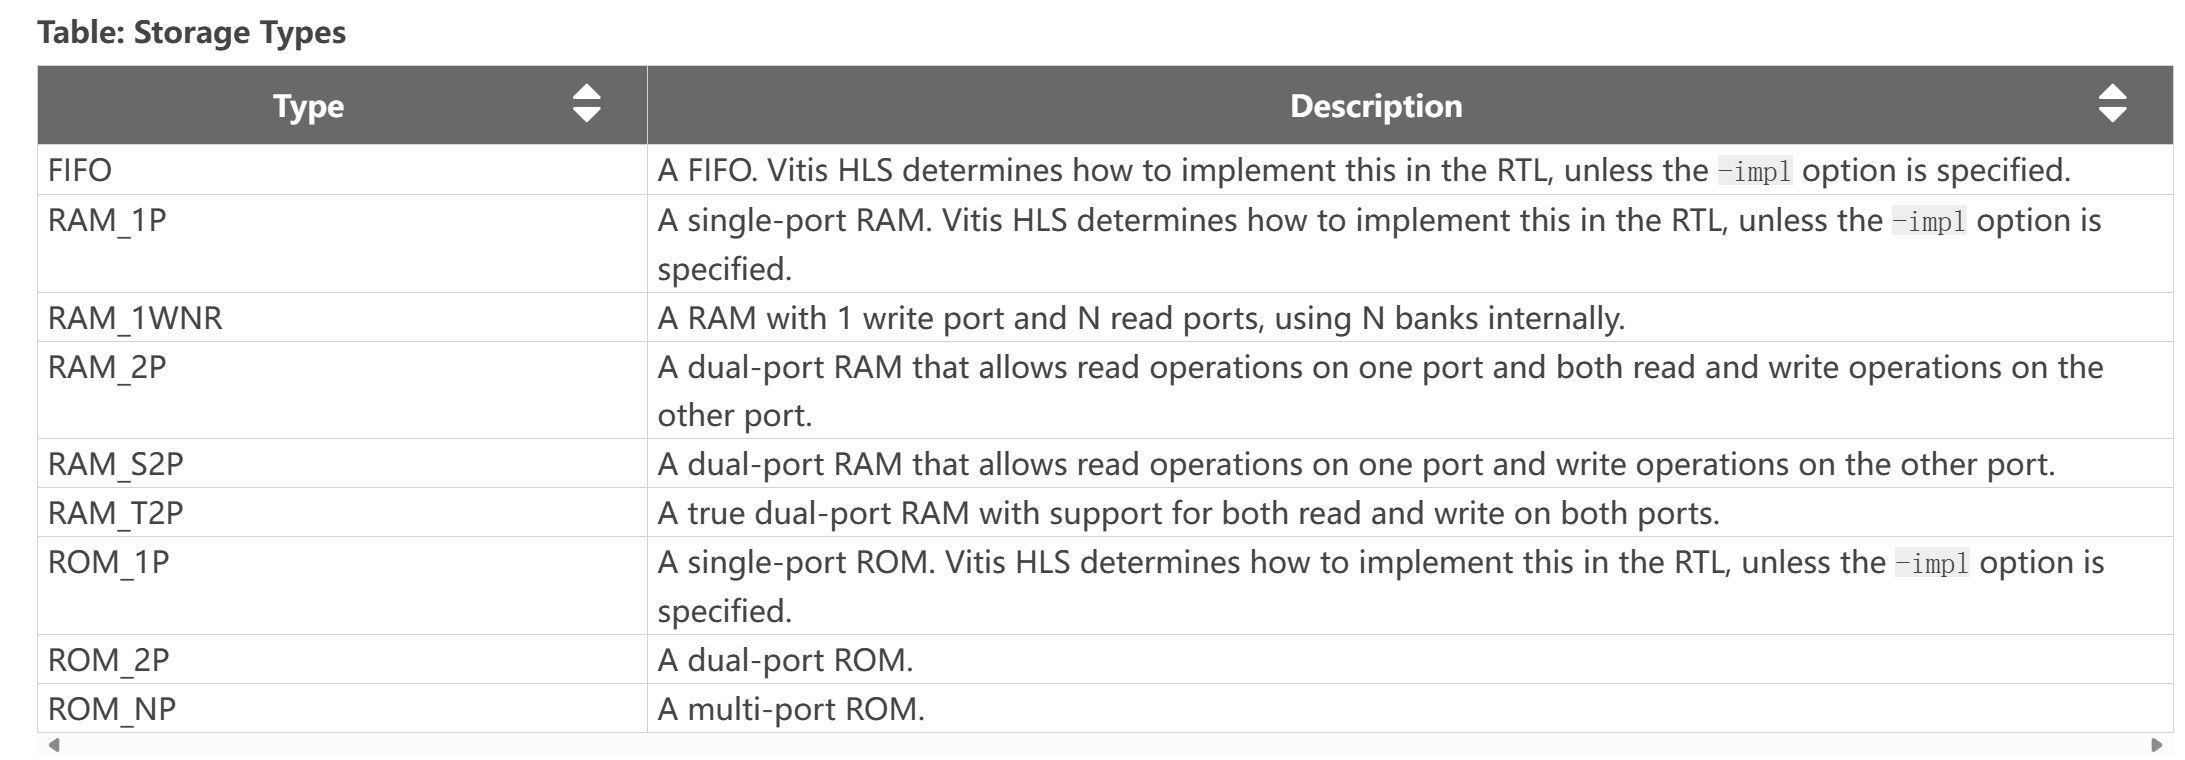 Table: Storage Types
Type Description
FIFO A FIFO. Vitis HLS determines how to implement this in the RTL, unless the -impl option is specified.
RAM_1P A single-port RAM. Vitis HLS determines how to implement this in the RTL, unless the -impl option is
specified.
RAM_1WNR A RAM with 1 write port and N read ports, using N banks internally.
RAM_2P A dual-port RAM that allows read operations on one port and both read and write operations on the
other port.
RAM_S2P A dual-port RAM that allows read operations on one port and write operations on the other port.
RAM_T2P A true dual-port RAM with support for both read and write on both ports.
ROM_1P A single-port ROM. Vitis HLS determines how to implement this in the RTL, unless the -impl option is
specified.
ROM_2P A dual-port ROM.
ROM_NP A multi-port ROM.